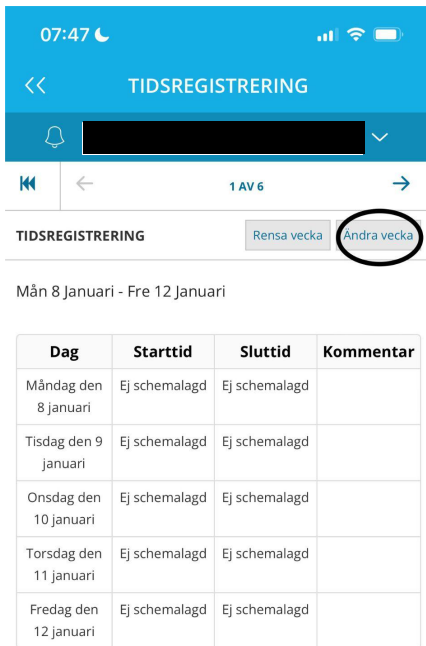 07:47
TIDSREGISTRERING
1 AV 6
TIDSREGISTRERING Rensa vecka Ändra vecka
Mån 8 Januari - Fre 12 Januari
Dag Starttid Sluttid Kommentar
Måndag den Ej schemalagd Ej schemalagd
8 januari
Tisdag den 9 Ej schemalagd Ej schemalagd
januari
Onsdag den Ej schemalagd Ej schemalagd
10 januari
Torsdag den Ej schemalagd Ej schemalagd
11 januari
Fredag den Ej schemalagd Ej schemalagd
12 januari